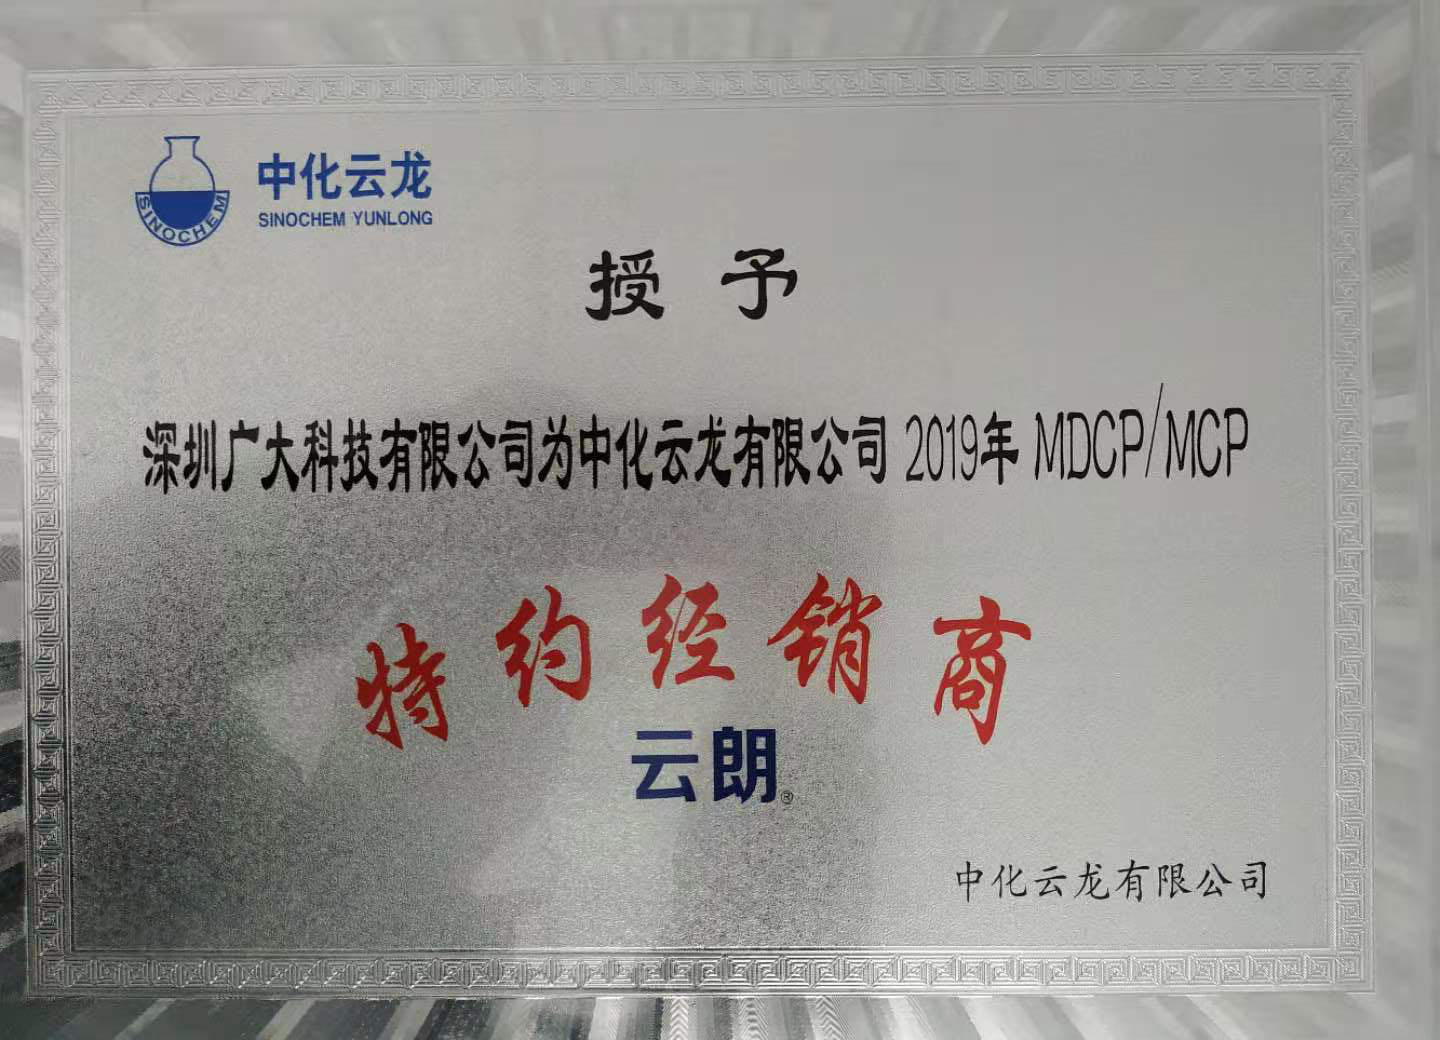 中化云龙
SINOCHEM YUNLONG
SINOCHEM
授予
深圳广大科技有限公司为中化云龙有限公司 2019年 MDCP/MCP
特约经销商
云朗®
中化云龙有限公司